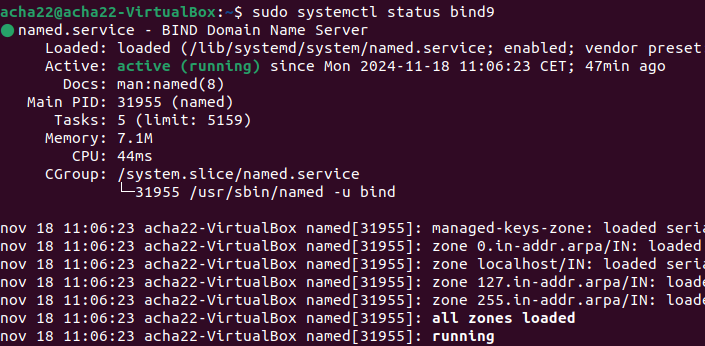 acha22@acha22-VirtualBox:~$ sudo systemctl status bind9
● named.service - BIND Domain Name Server
     Loaded: loaded (/lib/systemd/system/named.service; enabled; vendor preset
     Active: active (running) since Mon 2024-11-18 11:06:23 CET; 47min ago
       Docs: man:named(8)
   Main PID: 31955 (named)
      Tasks: 5 (limit: 5159)
     Memory: 7.1M
        CPU: 44ms
     CGroup: /system.slice/named.service
             └─31955 /usr/sbin/named -u bind
nov 18 11:06:23 acha22-VirtualBox named[31955]: managed-keys-zone: loaded seria
nov 18 11:06:23 acha22-VirtualBox named[31955]: zone 0.in-addr.arpa/IN: loaded
nov 18 11:06:23 acha22-VirtualBox named[31955]: zone localhost/IN: loaded seria
nov 18 11:06:23 acha22-VirtualBox named[31955]: zone 127.in-addr.arpa/IN: loade
nov 18 11:06:23 acha22-VirtualBox named[31955]: zone 255.in-addr.arpa/IN: loade
nov 18 11:06:23 acha22-VirtualBox named[31955]: all zones loaded
nov 18 11:06:23 acha22-VirtualBox named[31955]: running